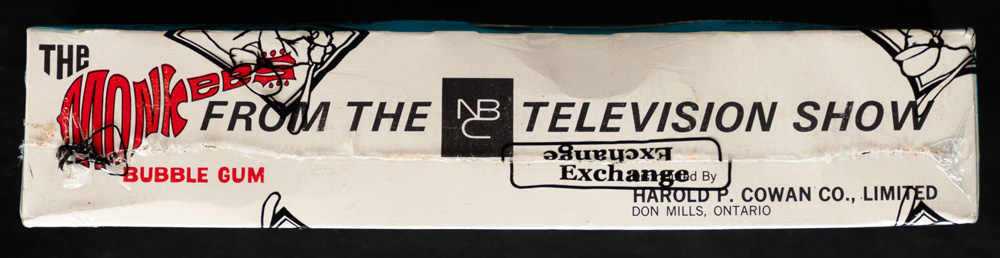 THE
MONKEES
FROM THE NBC TELEVISION SHOW
BUBBLE GUM
Exchange
Exchange
By
HAROLD P. COWAN CO., LIMITED
DON MILLS, ONTARIO